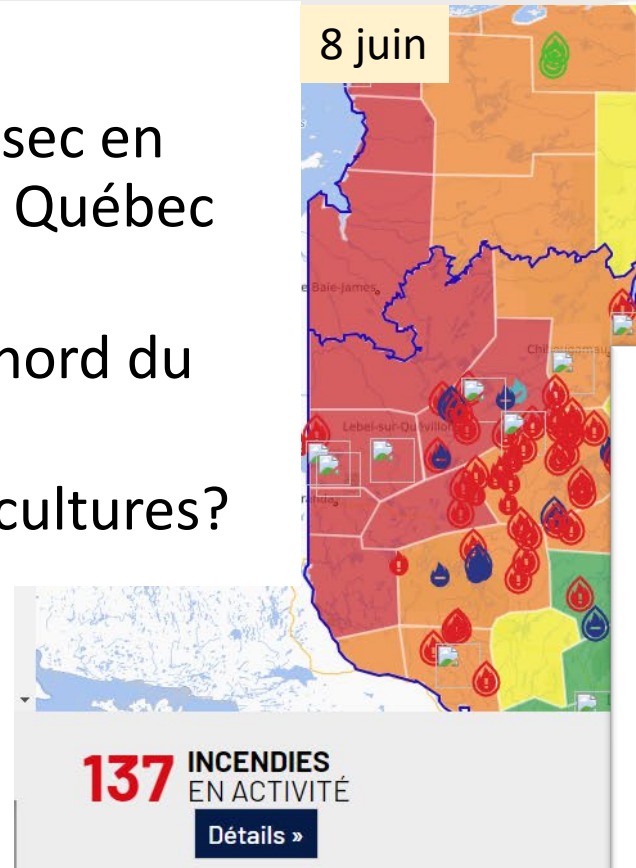 8 juin
sec en
Québec
nord du
cultures?
Baie-James
Chibougamau
Lebel-sur-Quévillon
137 INCENDIES
EN ACTIVITÉ
Détails »